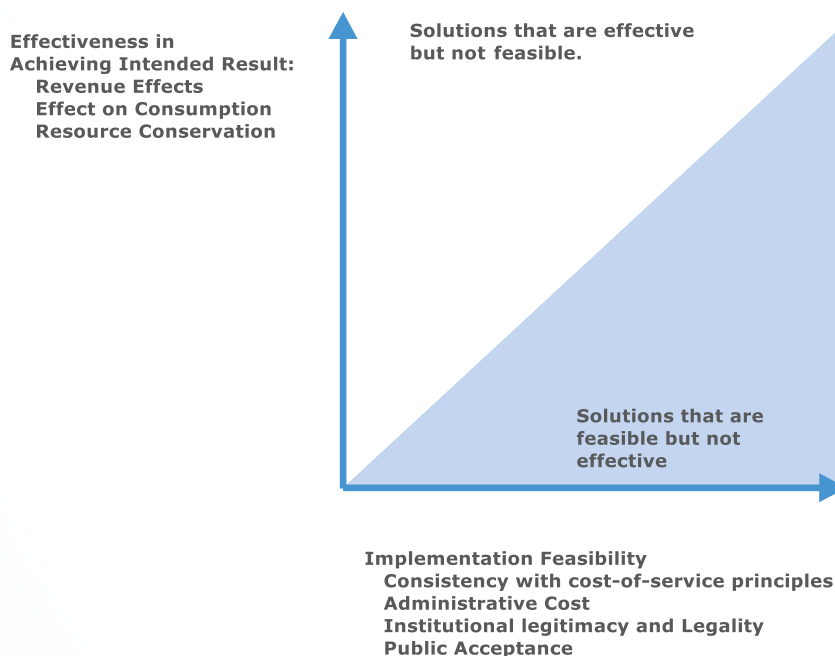 Effectiveness in
Achieving Intended Result:
Revenue Effects
Effect on Consumption
Resource Conservation
Solutions that are effective
but not feasible.
Solutions that are
feasible but not
effective
Implementation Feasibility
Consistency with cost-of-service principles
Administrative Cost
Institutional legitimacy and Legality
Public Acceptance